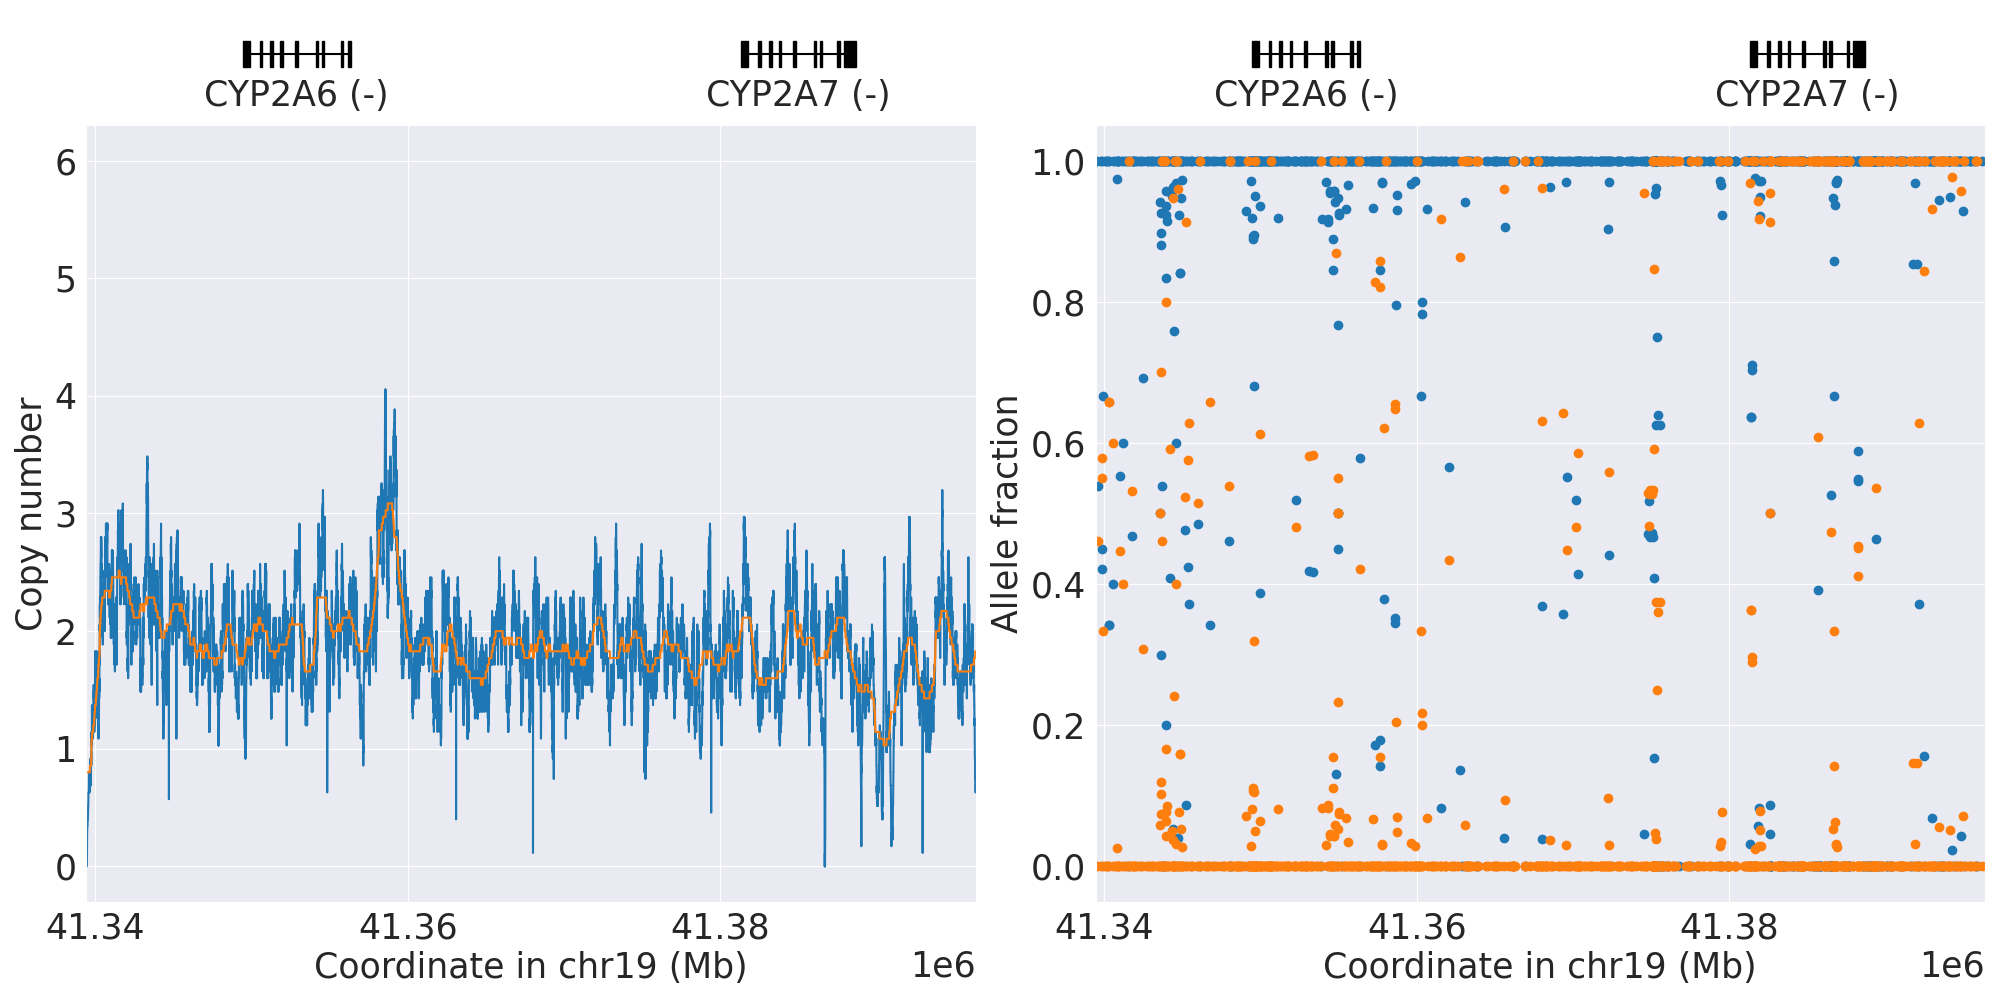 CYP2A6 (-)
CYP2A7 (-)
CYP2A6 (-)
CYP2A7 (-)
6
5
4
3
2
1
0
Copy number
41.34
41.36
41.38
Coordinate in chr19 (Mb)
1e6
1.0
0.8
0.6
0.4
0.2
0.0
Allele fraction
41.34
41.36
41.38
Coordinate in chr19 (Mb)
1e6